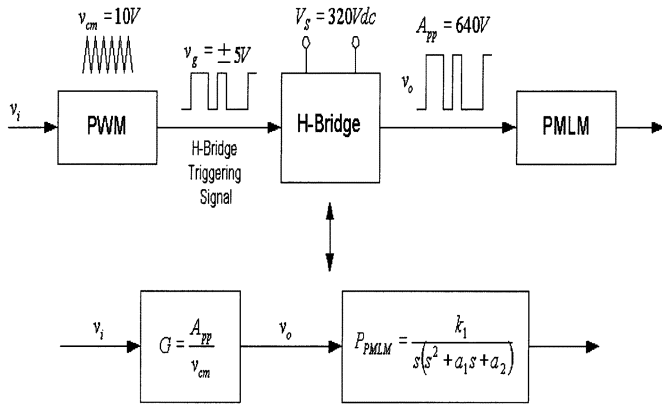 v_cm = 10V
v_g = ± 5V
V_S = 320Vdc
A_pp = 640V
v_i
PWM
H-Bridge
Triggering
Signal
H-Bridge
v_o
PMLM
v_i
G = A_pp / v_cm
v_o
P_PMLM = k_1 / s(s^2 + a_1 s + a_2)